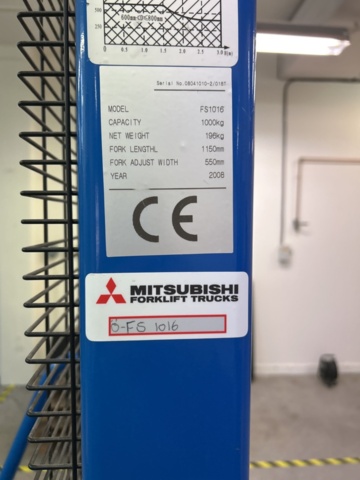 600mm≤D≤800mm
0.5 1.0 1.5 2.0 2.5 3.0 H(m)
Serial No.08041010-2/0187
MODEL FS1016
CAPACITY 1000kg
NET WEIGHT 196kg
FORK LENGTHL 1150mm
FORK ADJUST WIDTH 550mm
YEAR 2008
CE
MITSUBISHI
FORKLIFT TRUCKS
B-FS 1016